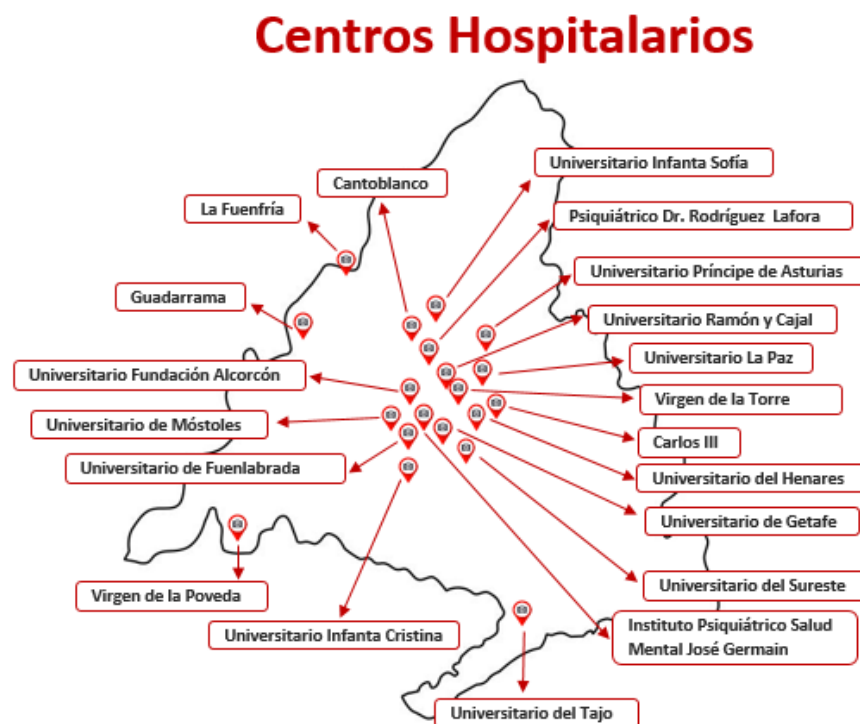 Centros Hospitalarios
Universitario Infanta Sofía
Cantoblanco
La Fuenfría
Psiquiátrico Dr. Rodríguez Lafora
Universitario Príncipe de Asturias
Guadarrama
Universitario Ramón y Cajal
Universitario La Paz
Universitario Fundación Alcorcón
Virgen de la Torre
Universitario de Móstoles
Carlos III
Universitario de Fuenlabrada
Universitario del Henares
Universitario de Getafe
Universitario del Sureste
Virgen de la Poveda
Universitario Infanta Cristina
Instituto Psiquiátrico Salud
Mental José Germain
Universitario del Tajo